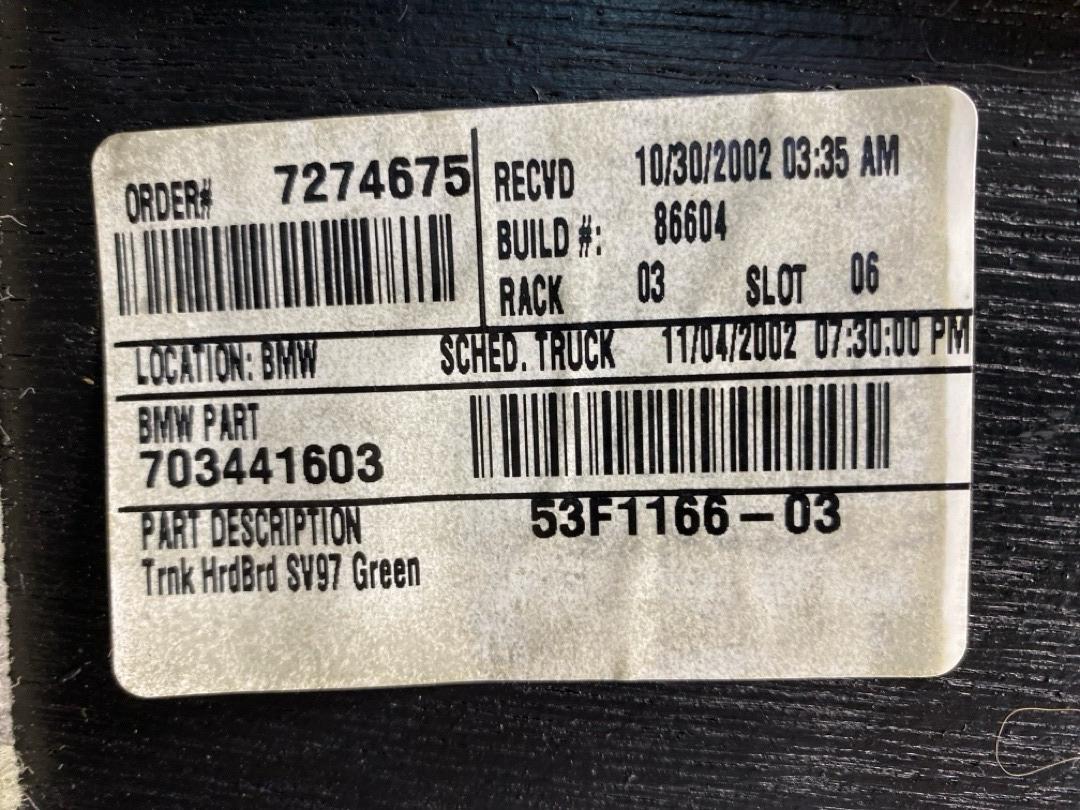 ORDER# 7274675
RECVD 10/30/2002 03:35 AM
BUILD #: 86604
RACK 03 SLOT 06
LOCATION: BMW SCHED. TRUCK 11/04/2002 07:30:00 PM
BMW PART
703441603
PART DESCRIPTION 53F1166-03
Trnk HrdBrd SV97 Green